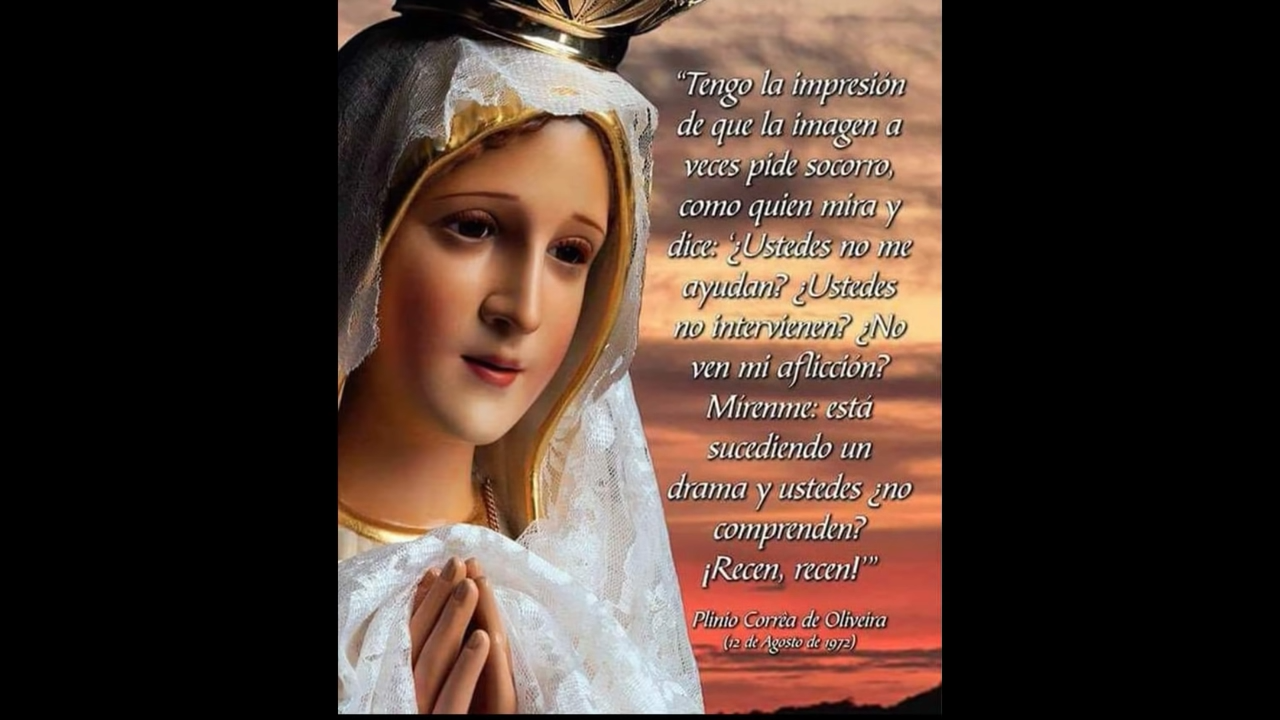 “Tengo la impresión
de que la imagen a
veces pide socorro,
como quien mira y
dice: ‘¿Ustedes no me
ayudan? ¿Ustedes
no intervienen? ¿No
ven mi aflicción?
Mírenme: está
sucediendo un
drama y ustedes ¿no
comprenden?
¡Recen, recen!’”
Plinio Corrèa de Oliveira
(12 de Agosto de 1972)